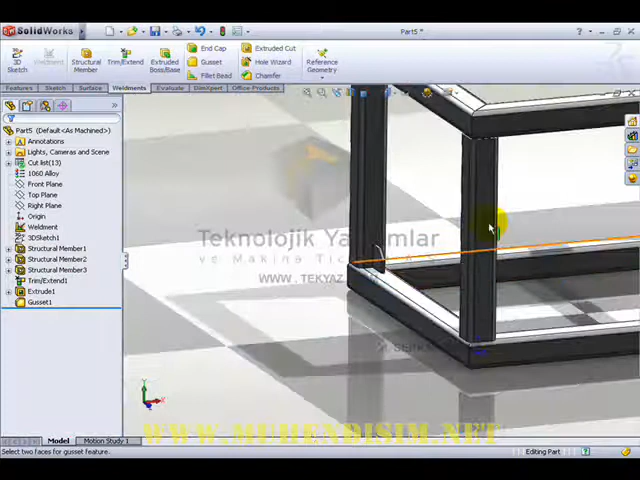 SolidWorks
Part5 *
3D Sketch
Weldment
Structural Member
Trim/Extend
Extruded Boss/Base
End Cap
Gusset
Fillet Bead
Extruded Cut
Hole Wizard
Chamfer
Reference Geometry
Features
Sketch
Surface
Weldments
Evaluate
DimXpert
Office Products
Part5 (Default<As Machined>)
Annotations
Lights, Cameras and Scene
Cut list(13)
1060 Alloy
Front Plane
Top Plane
Right Plane
Origin
Weldment
3DSketch1
Structural Member1
Structural Member2
Structural Member3
Trim/Extend1
Extrude1
Gusset1
Teknolojik Ya
mlar
ve Makina Tic
WWW.TEKYAZ
Y
X
WWW.MUHENDISIM.NET
Model
Motion Study 1
Select two faces for gusset feature.
Editing Part